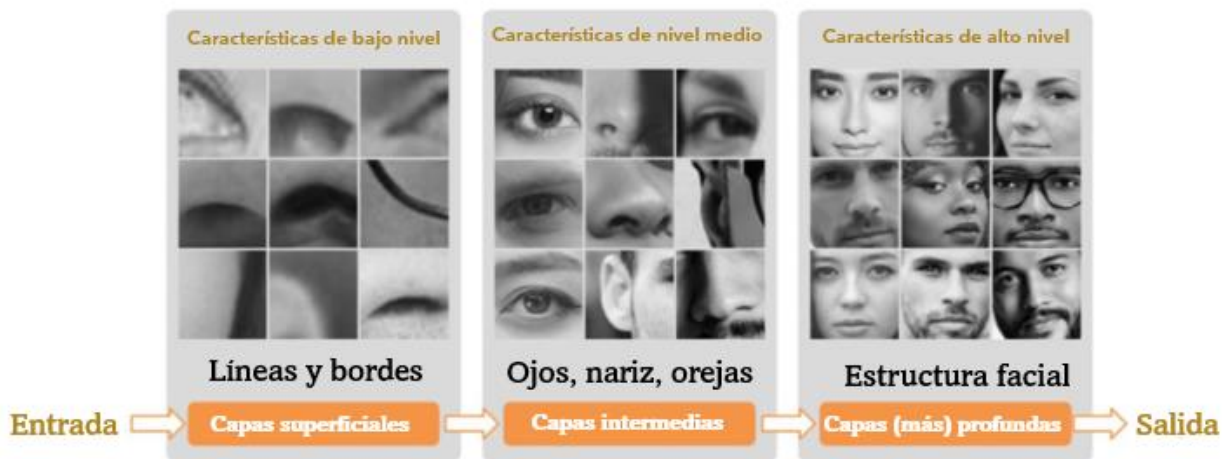 Características de bajo nivel
Características de nivel medio
Características de alto nivel
Líneas y bordes
Ojos, nariz, orejas
Estructura facial
Entrada
Capas superficiales
Capas intermedias
Capas (más) profundas
Salida